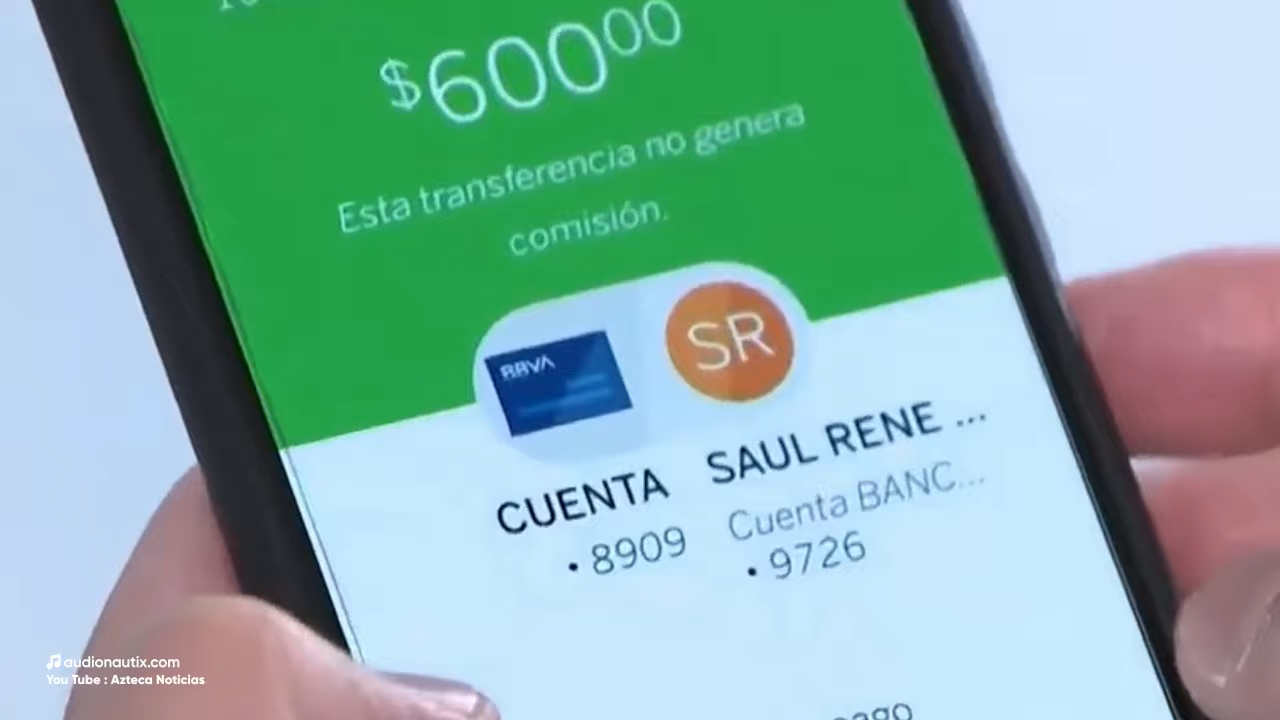 $600⁰⁰
Esta transferencia no genera
comisión.
BBVA
SR
CUENTA
• 8909
SAUL RENE ...
Cuenta BANC...
• 9726
audionautix.com
You Tube : Azteca Noticias